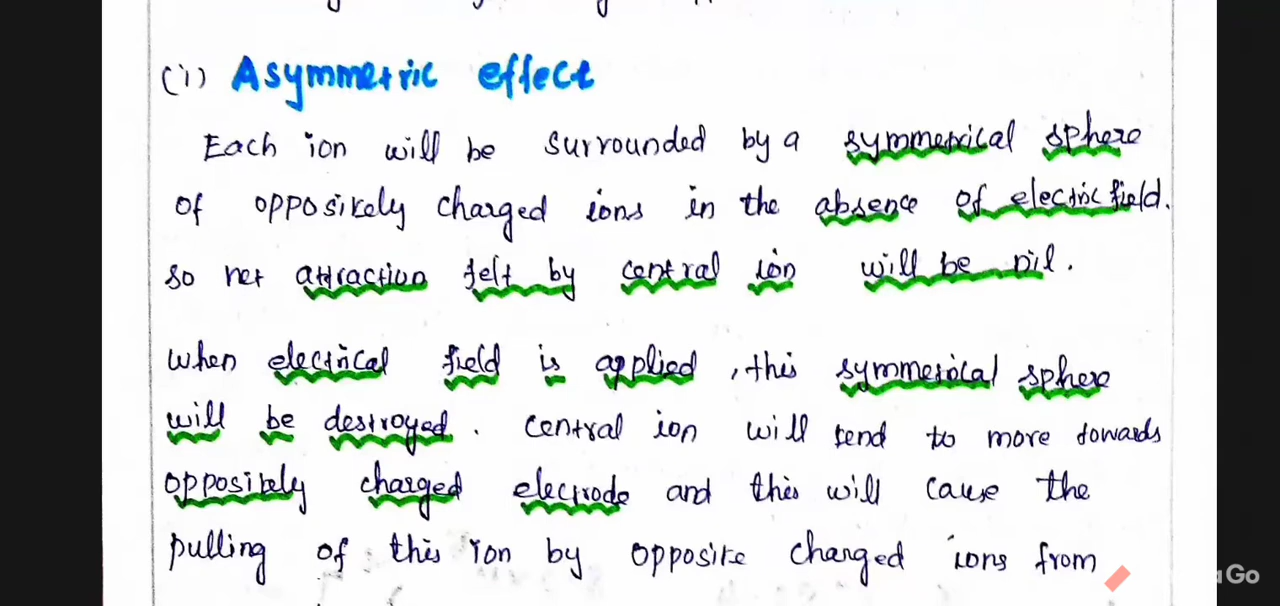 (i) Asymmetric effect
Each ion will be surrounded by a symmetrical sphere
of oppositely charged ions in the absence of electric field.
so net attraction felt by central ion will be nil.
when electrical field is applied, this symmetrical sphere
will be destroyed. central ion will tend to move towards
oppositely charged electrode and this will cause the
pulling of this ion by opposite charged ions from
Go